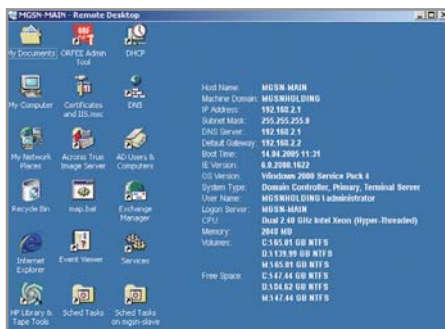 MGSN-MAIN - Remote Desktop
My Documents
ORFEE Admin Tool
DHCP
My Computer
Certificates and IIS.msc
DNS
My Network Places
Acronis True Image Server
AD Users & Computers
Recycle Bin
map.bat
Exchange Manager
Internet Explorer
Event Viewer
Services
HP Library & Tape Tools
Sched Tasks
Sched Tasks on mgsn-slave
Host Name: MGSN-MAIN
Machine Domain: MGSNHOLDING
IP Address: 192.168.2.1
Subnet Mask: 255.255.255.0
DNS Server: 192.168.2.1
Default Gateway: 192.168.2.2
Boot Time: 14.04.2005 11:31
IE Version: 6.0.2800.1622
OS Version: Windows 2000 Service Pack 4
System Type: Domain Controller, Primary, Terminal Server
User Name: MGSNHOLDING\administrator
Logon Server: MGSN-MAIN
CPU: Dual 2.40 GHz Intel Xeon (Hyper-Threaded)
Memory: 2048 MB
Volumes: C:\65.01 GB NTFS
D:\139.99 GB NTFS
M:\65.01 GB NTFS
Free Space: C:\47.44 GB NTFS
D:\84.62 GB NTFS
M:\47.44 GB NTFS